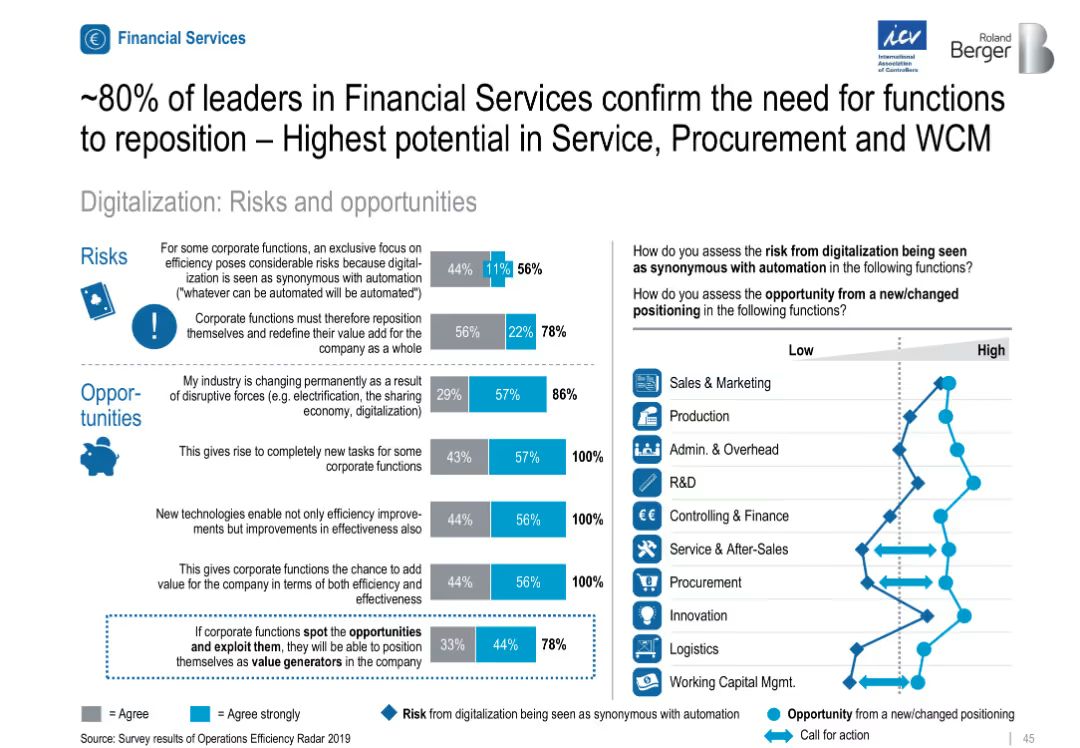 Financial Services
icv
International
Association
of Controllers
Roland
Berger
B
~80% of leaders in Financial Services confirm the need for functions
to reposition – Highest potential in Service, Procurement and WCM
Digitalization: Risks and opportunities
Risks
For some corporate functions, an exclusive focus on
efficiency poses considerable risks because digital-
ization is seen as synonymous with automation
("whatever can be automated will be automated")
44% 11% 56%
Corporate functions must therefore reposition
themselves and redefine their value add for the
company as a whole
56% 22% 78%
Oppor-
tunities
My industry is changing permanently as a result
of disruptive forces (e.g. electrification, the sharing
economy, digitalization)
29% 57% 86%
This gives rise to completely new tasks for some
corporate functions
43% 57% 100%
New technologies enable not only efficiency improve-
ments but improvements in effectiveness also
44% 56% 100%
This gives corporate functions the chance to add
value for the company in terms of both efficiency and
effectiveness
44% 56% 100%
If corporate functions spot the opportunities
and exploit them, they will be able to position
themselves as value generators in the company
33% 44% 78%
How do you assess the risk from digitalization being seen
as synonymous with automation in the following functions?
How do you assess the opportunity from a new/changed
positioning in the following functions?
Low High
Sales & Marketing
Production
Admin. & Overhead
R&D
€€ Controlling & Finance
Service & After-Sales
Procurement
Innovation
Logistics
Working Capital Mgmt.
= Agree = Agree strongly
Risk from digitalization being seen as synonymous with automation
Opportunity from a new/changed positioning
Call for action
Source: Survey results of Operations Efficiency Radar 2019
45